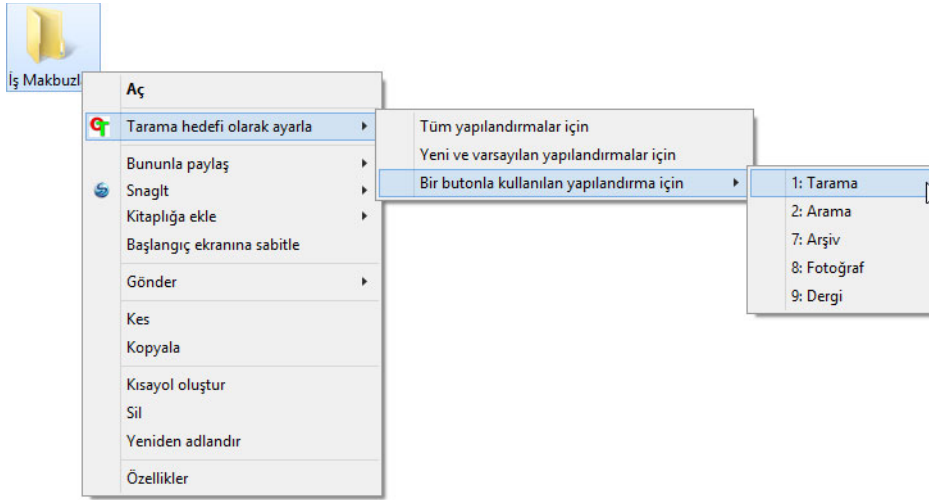 İş Makbuzl
Aç
Tarama hedefi olarak ayarla
Bununla paylaş
SnagIt
Kitaplığa ekle
Başlangıç ekranına sabitle
Gönder
Kes
Kopyala
Kısayol oluştur
Sil
Yeniden adlandır
Özellikler
Tüm yapılandırmalar için
Yeni ve varsayılan yapılandırmalar için
Bir butonla kullanılan yapılandırma için
1: Tarama
2: Arama
7: Arşiv
8: Fotoğraf
9: Dergi